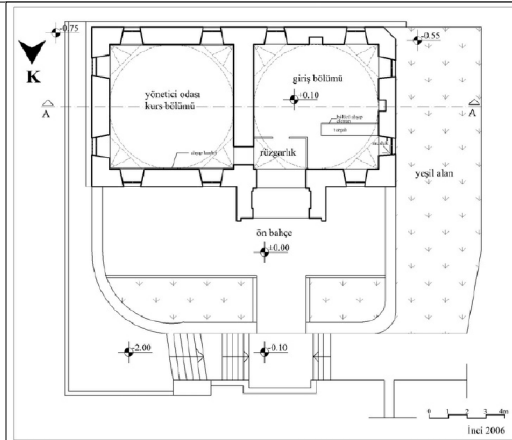 -0.75
-0.55
K
yönetici odası
kurs bölümü
giriş bölümü
+0.10
A
A
rüzgarlık
yeşil alan
ön bahçe
±0.00
-2.00
-0.10
0 1 2 3 4m
İnci 2006